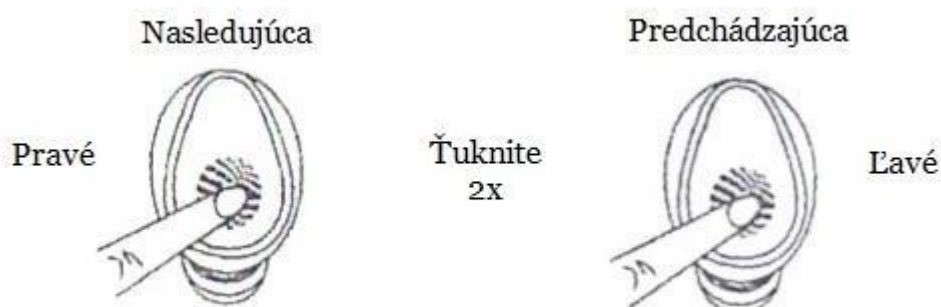 Nasledujúca
Predchádzajúca
Pravé
Ťuknite
2x
Ľavé